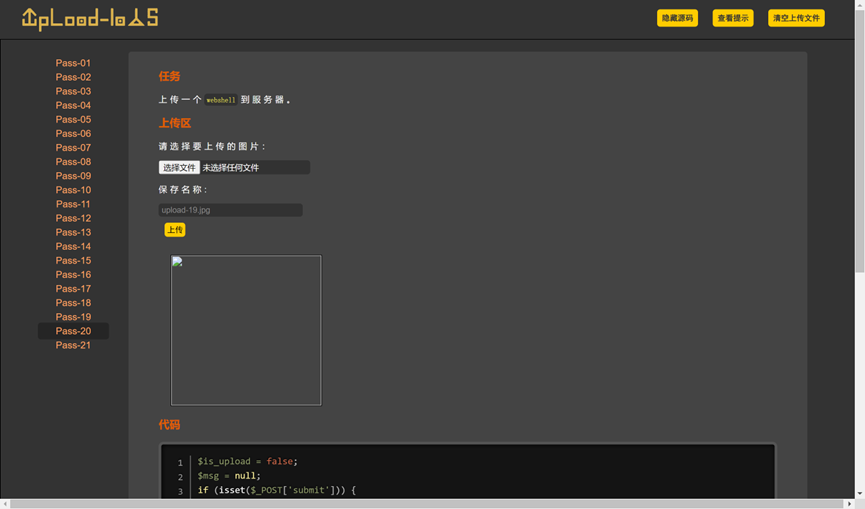 UpLoad-labs
隐藏源码 查看提示 清空上传文件
Pass-01
Pass-02
Pass-03
Pass-04
Pass-05
Pass-06
Pass-07
Pass-08
Pass-09
Pass-10
Pass-11
Pass-12
Pass-13
Pass-14
Pass-15
Pass-16
Pass-17
Pass-18
Pass-19
Pass-20
Pass-21
任务
上传一个 webshell 到服务器。
上传区
请选择要上传的图片：
选择文件 未选择任何文件
保存名称:
upload-19.jpg
上传
代码
1 $is_upload = false;
2 $msg = null;
3 if (isset($_POST['submit'])) {